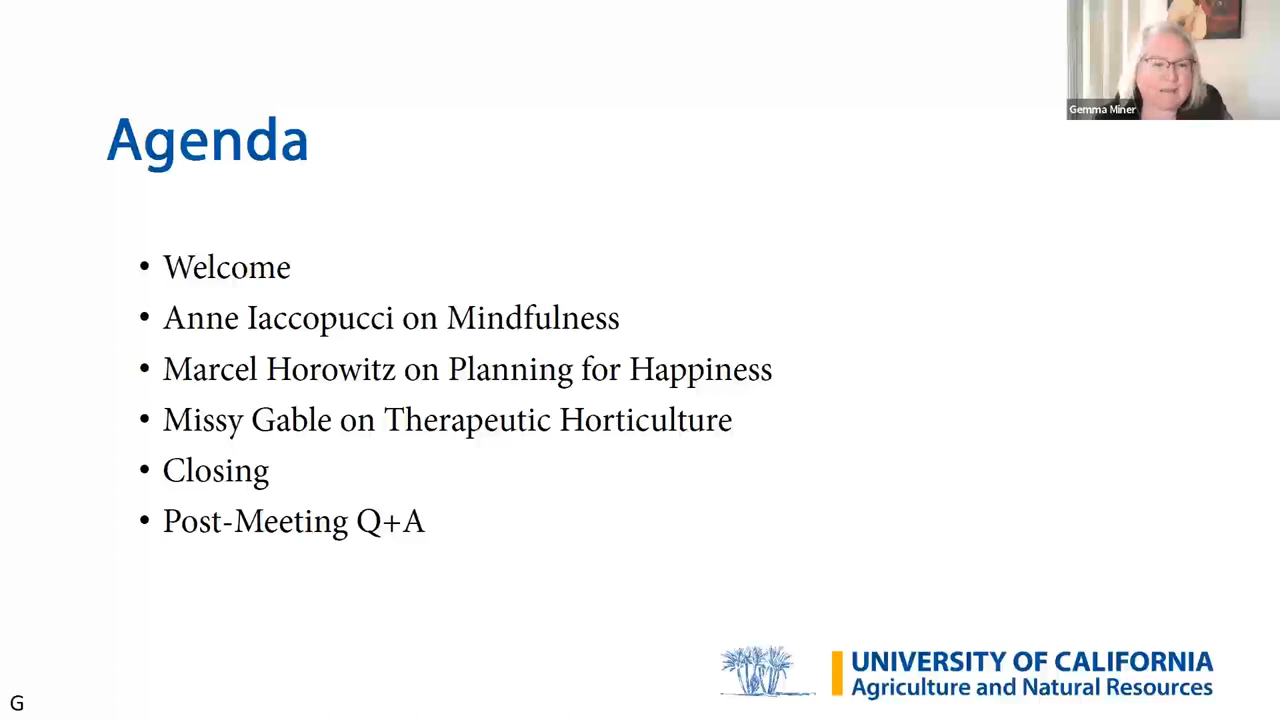 Gemma Miner
Agenda
• Welcome
• Anne Iaccopucci on Mindfulness
• Marcel Horowitz on Planning for Happiness
• Missy Gable on Therapeutic Horticulture
• Closing
• Post-Meeting Q+A
UNIVERSITY OF CALIFORNIA
Agriculture and Natural Resources
G